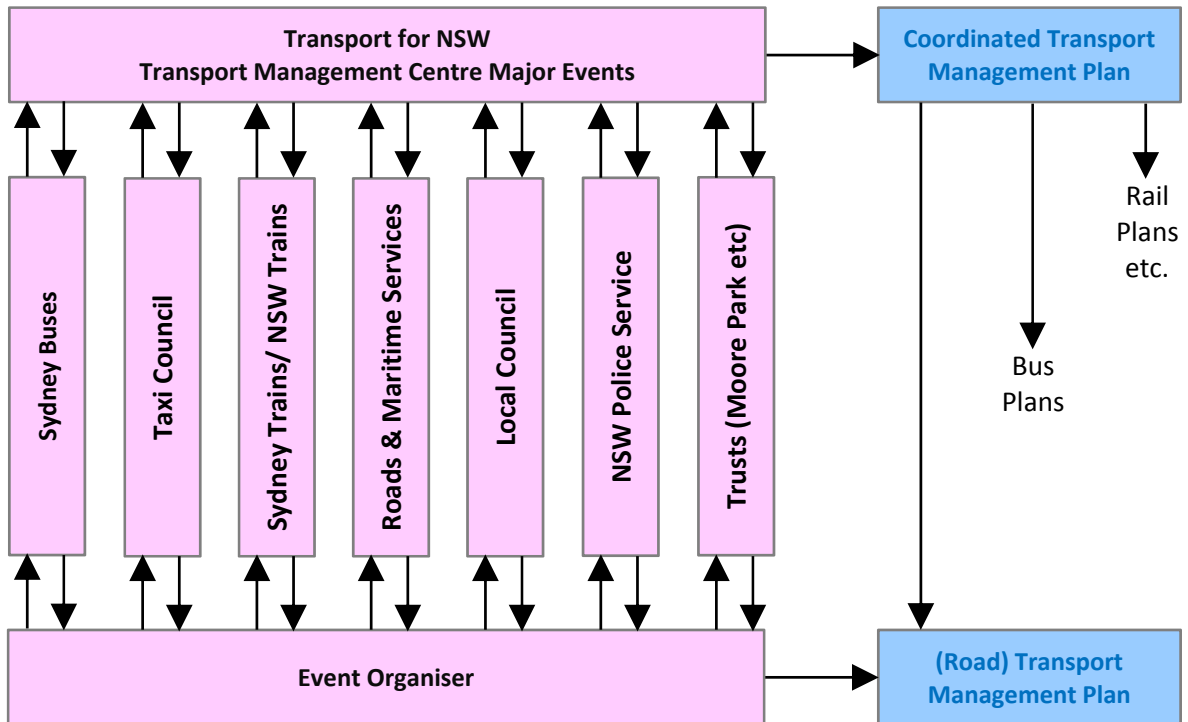 Transport for NSW
Transport Management Centre Major Events
Coordinated Transport
Management Plan
Sydney Buses
Taxi Council
Sydney Trains/ NSW Trains
Roads & Maritime Services
Local Council
NSW Police Service
Trusts (Moore Park etc)
Rail
Plans
etc.
Bus
Plans
Event Organiser
(Road) Transport
Management Plan